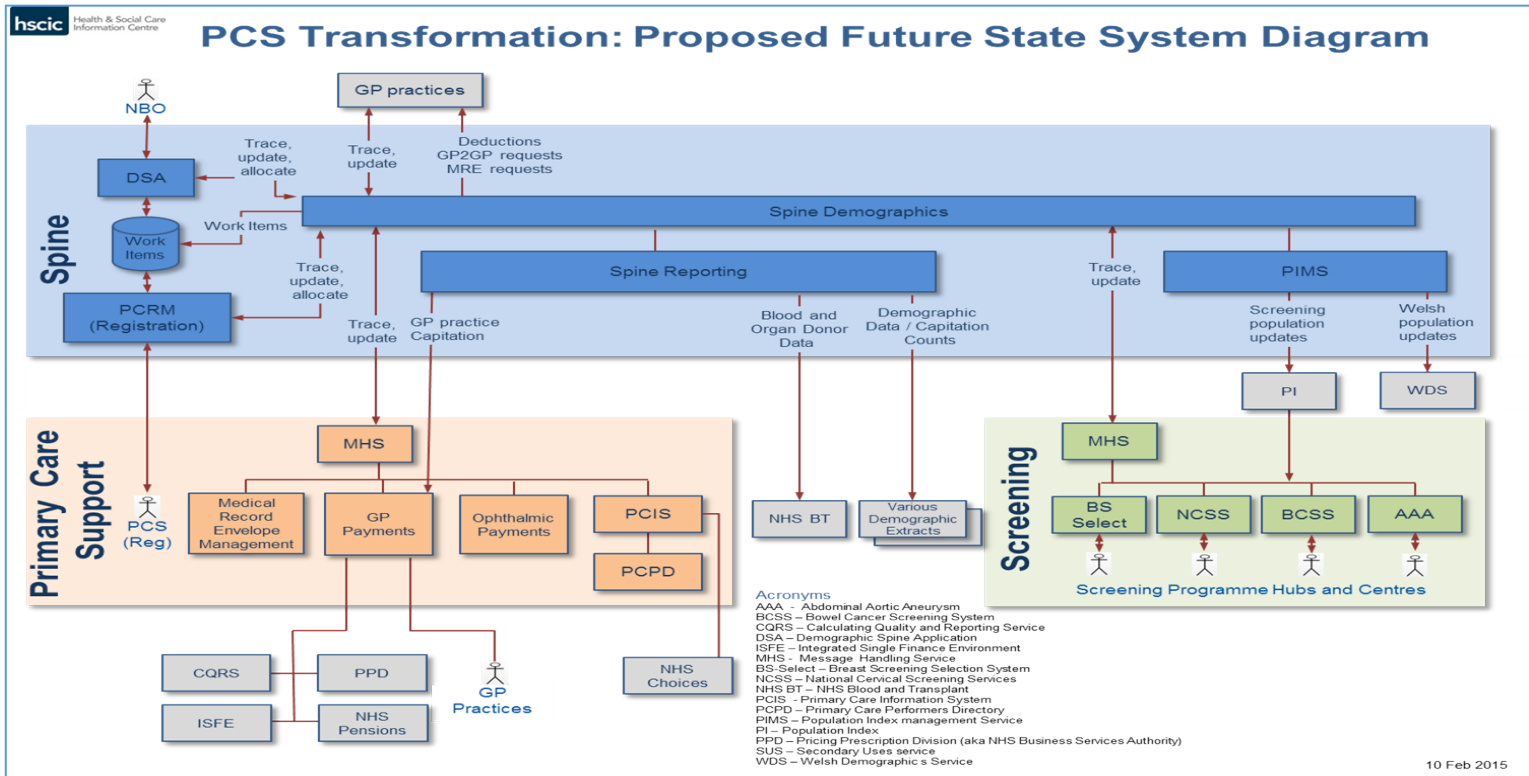 hscic Health & Social Care
Information Centre
PCS Transformation: Proposed Future State System Diagram
NBO
GP practices
Spine
DSA
Trace,
update,
allocate
Trace,
update
Deductions
GP2GP requests
MRE requests
Spine Demographics
Work Items
Work
Items
Trace,
update,
allocate
PCRM
(Registration)
Spine Reporting
Trace,
update
PIMS
Trace,
update
GP practice
Capitation
Blood and
Organ Donor
Data
Demographic
Data / Capitation
Counts
Screening
population
updates
Welsh
population
updates
PI
WDS
Primary Care
Support
MHS
PCS
(Reg)
Medical
Record
Envelope
Management
GP
Payments
Ophthalmic
Payments
PCIS
PCPD
NHS BT
Various
Demographic
Extracts
Screening
MHS
BS
Select
NCSS
BCSS
AAA
Screening Programme Hubs and Centres
CQRS
PPD
ISFE
NHS
Pensions
GP
Practices
NHS
Choices
Acronyms
AAA - Abdominal Aortic Aneurysm
BCSS – Bowel Cancer Screening System
CQRS – Calculating Quality and Reporting Service
DSA – Demographic Spine Application
ISFE – Integrated Single Finance Environment
MHS - Message Handling Service
BS-Select – Breast Screening Selection System
NCSS – National Cervical Screening Services
NHS BT – NHS Blood and Transplant
PCIS - Primary Care Information System
PCPD – Primary Care Performers Directory
PIMS – Population Index management Service
PI – Population Index
PPD – Pricing Prescription Division (aka NHS Business Services Authority)
SUS – Secondary Uses service
WDS – Welsh Demographics Service
10 Feb 2015